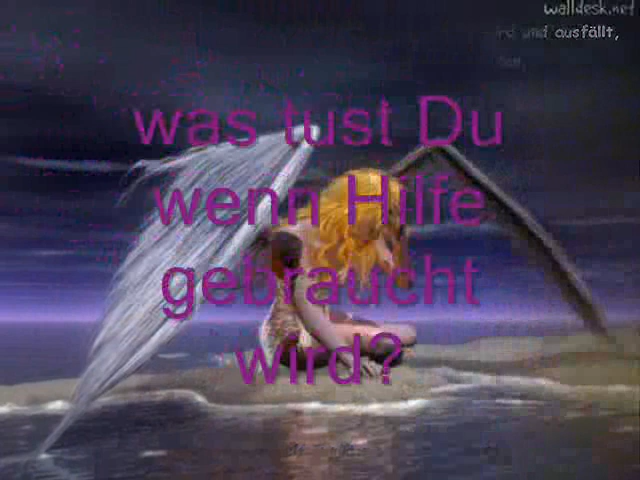 walldesk.net
und ausfällt,
was tust Du
wenn Hilfe
gebraucht
wird?